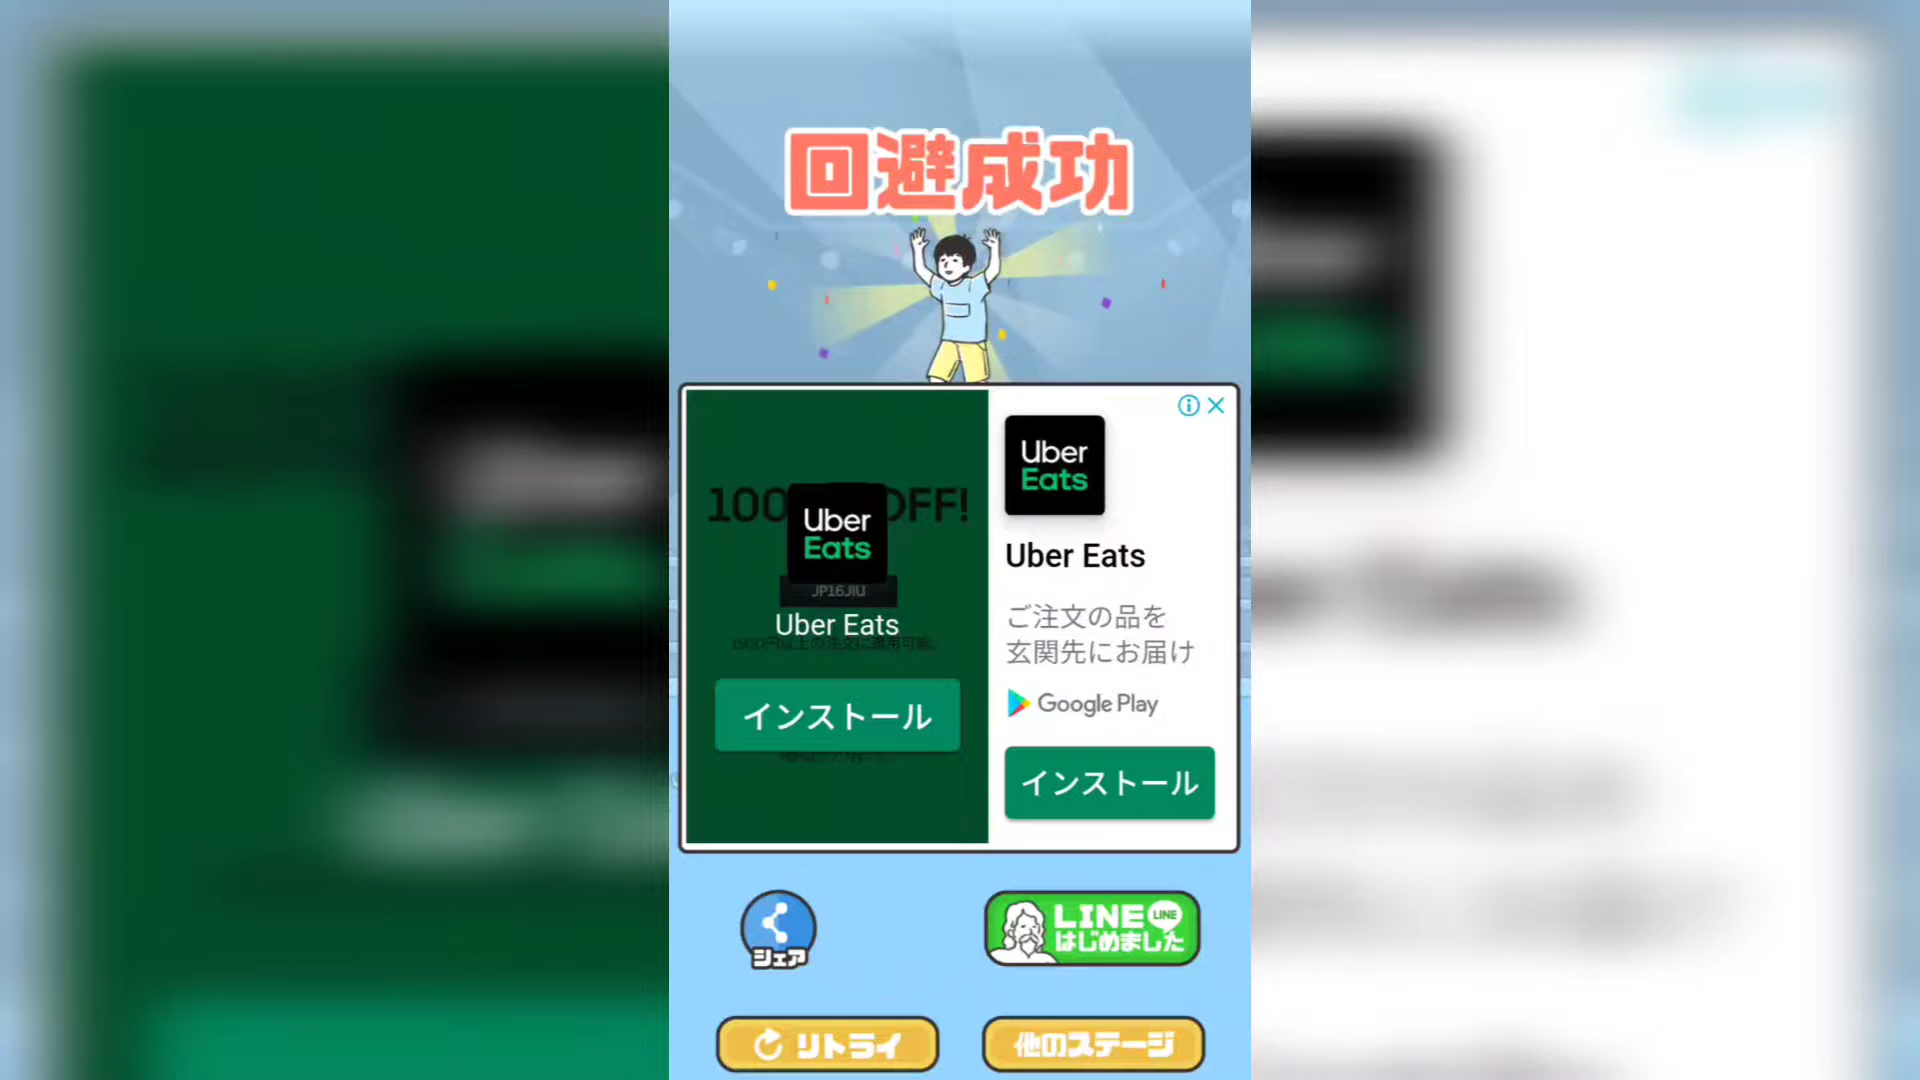 回避成功
Uber
Eats
JP16JIU
Uber Eats
インストール
Uber
Eats
Uber Eats
ご注文の品を
玄関先にお届け
Google Play
インストール
シェア
LINE LINE
はじめました
リトライ
他のステージ